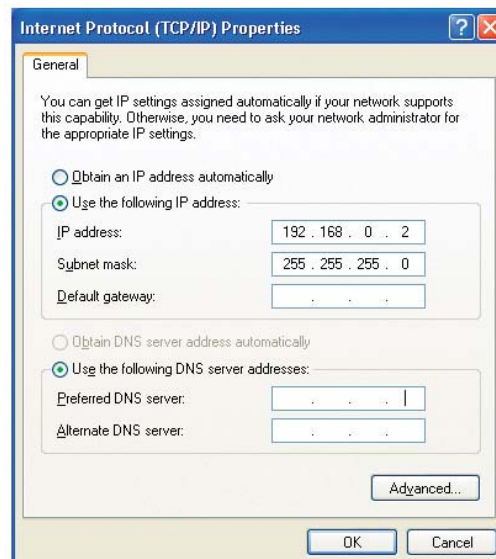 Internet Protocol (TCP/IP) Properties
General
You can get IP settings assigned automatically if your network supports
this capability. Otherwise, you need to ask your network administrator for
the appropriate IP settings.
Obtain an IP address automatically
Use the following IP address:
IP address: 192 . 168 . 0 . 2
Subnet mask: 255 . 255 . 255 . 0
Default gateway: . . .
Obtain DNS server address automatically
Use the following DNS server addresses:
Preferred DNS server: . . .
Alternate DNS server: . . .
Advanced...
OK Cancel